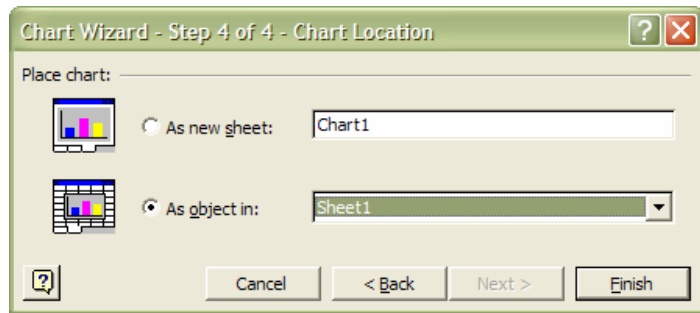 Chart Wizard - Step 4 of 4 - Chart Location
Place chart:
As new sheet: Chart1
As object in: Sheet1
Cancel < Back Next > Finish